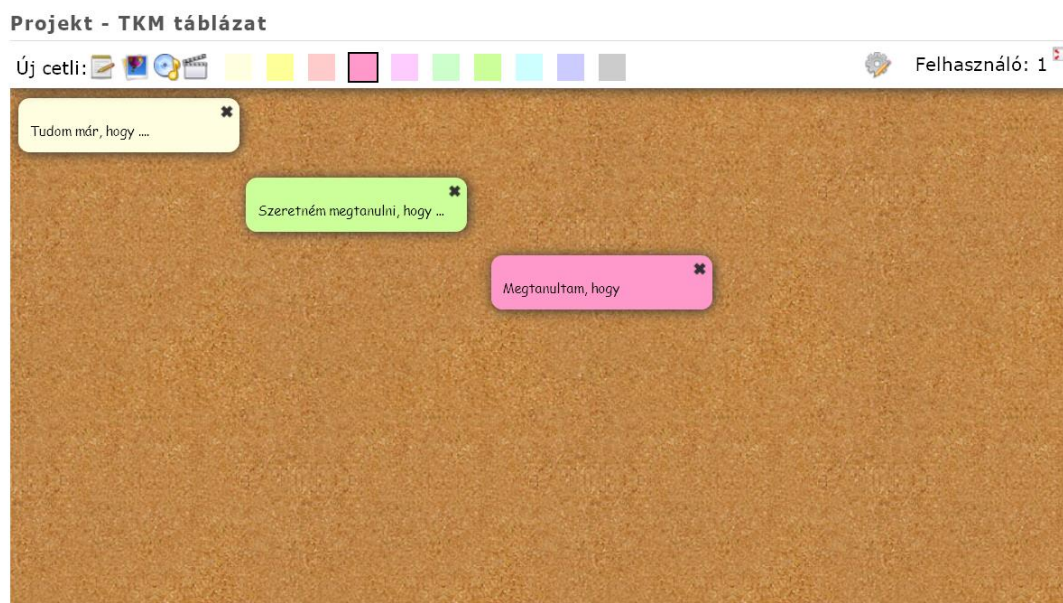 Projekt - TKM táblázat
Új cetli:
Felhasználó: 1
Tudom már, hogy ....
Szeretném megtanulni, hogy ...
Megtanultam, hogy